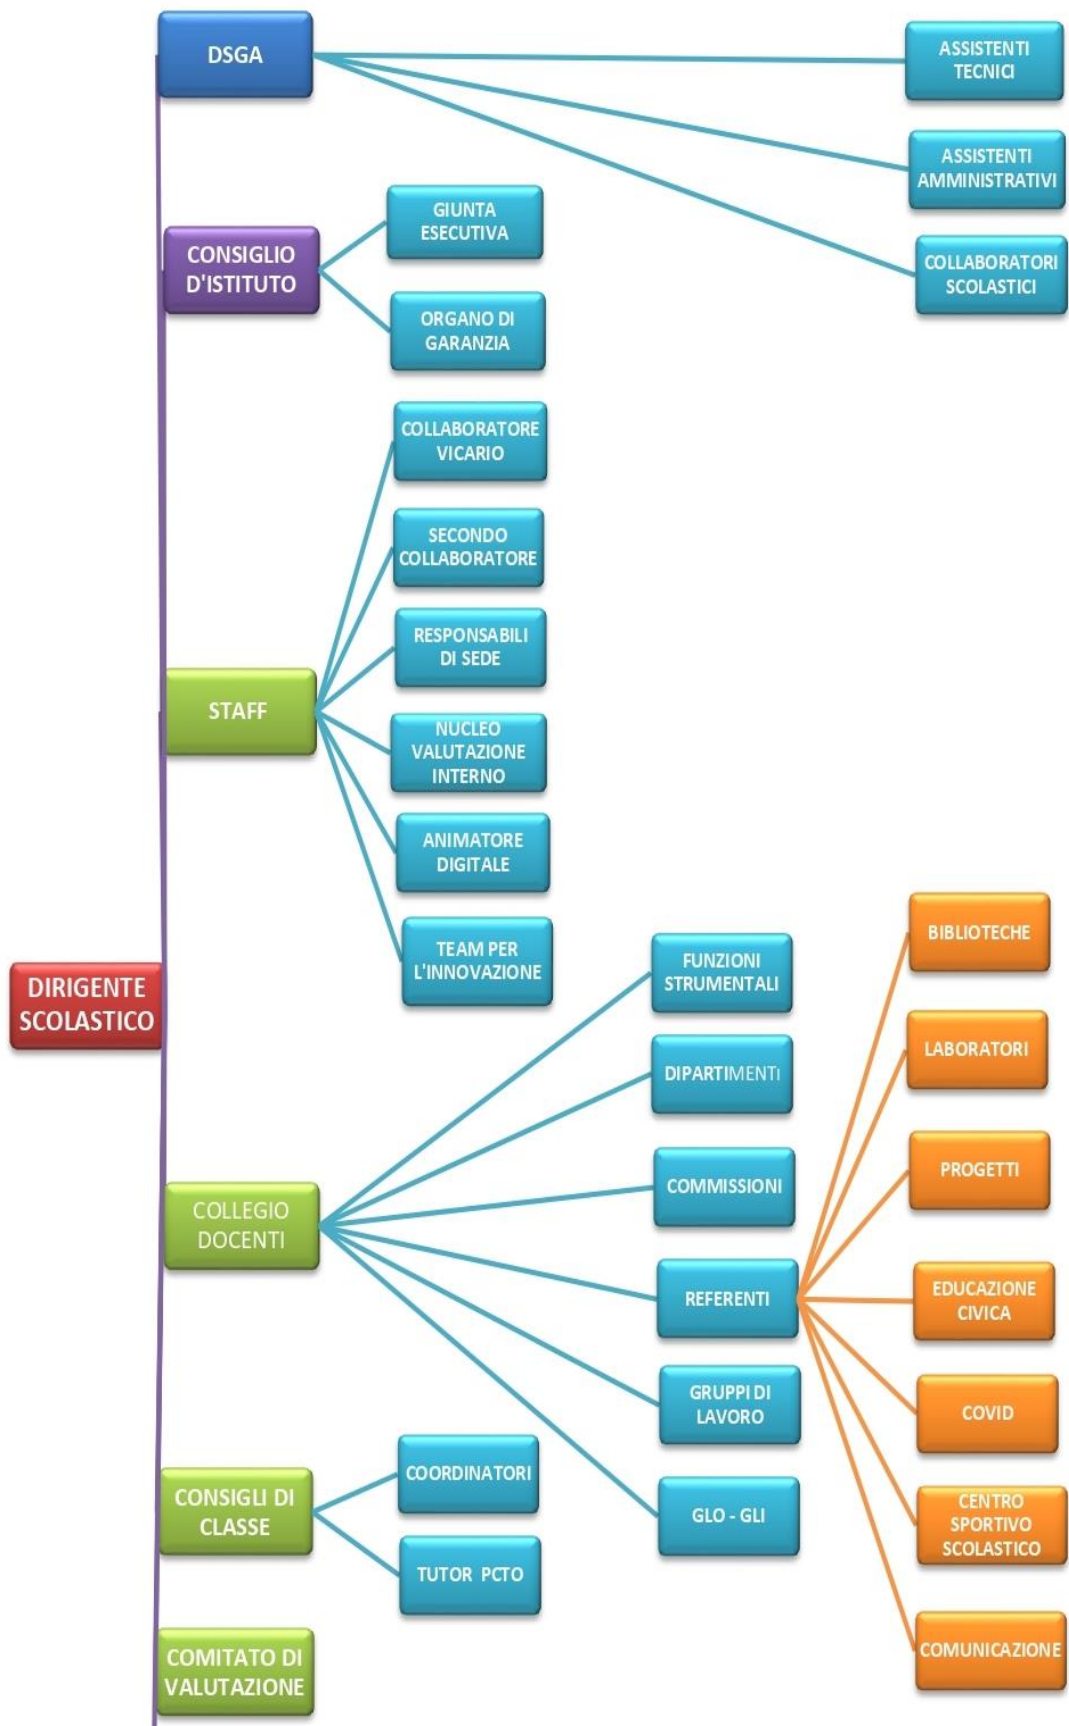 DSGA
ASSISTENTI
TECNICI
ASSISTENTI
AMMINISTRATIVI
COLLABORATORI
SCOLASTICI
CONSIGLIO
D'ISTITUTO
GIUNTA
ESECUTIVA
ORGANO DI
GARANZIA
STAFF
COLLABORATORE
VICARIO
SECONDO
COLLABORATORE
RESPONSABILI
DI SEDE
NUCLEO
VALUTAZIONE
INTERNO
ANIMATORE
DIGITALE
TEAM PER
L'INNOVAZIONE
DIRIGENTE
SCOLASTICO
COLLEGIO
DOCENTI
FUNZIONI
STRUMENTALI
DIPARTIMENTi
COMMISSIONI
REFERENTI
GRUPPI DI
LAVORO
GLO - GLI
BIBLIOTECHE
LABORATORI
PROGETTI
EDUCAZIONE
CIVICA
COVID
CENTRO
SPORTIVO
SCOLASTICO
COMUNICAZIONE
CONSIGLI DI
CLASSE
COORDINATORI
TUTOR PCTO
COMITATO DI
VALUTAZIONE